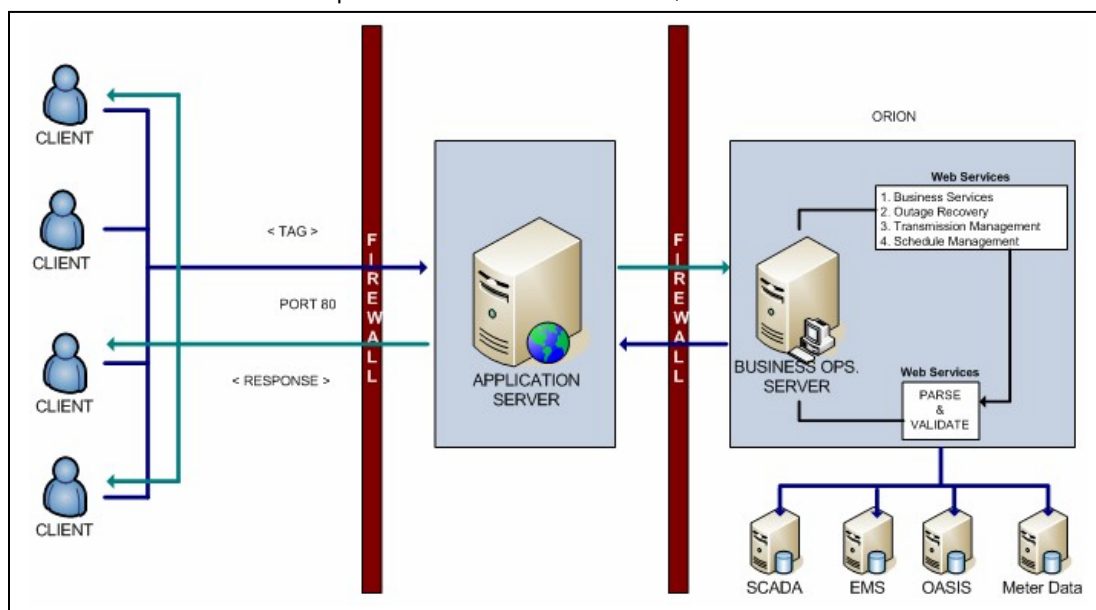 CLIENT
CLIENT
CLIENT
CLIENT
< TAG >
PORT 80
< RESPONSE >
FIREWALL
APPLICATION
SERVER
FIREWALL
ORION
Web Services
1. Business Services
2. Outage Recovery
3. Transmission Management
4. Schedule Management
BUSINESS OPS.
SERVER
Web Services
PARSE
&
VALIDATE
SCADA
EMS
OASIS
Meter Data